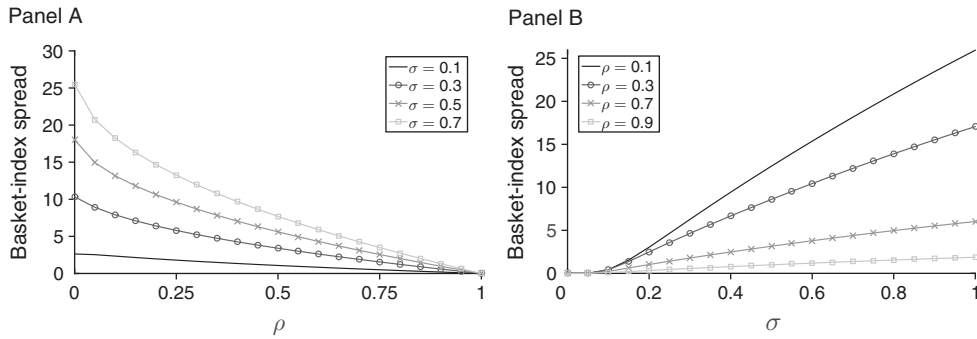 Panel A
30
25
20
15
10
5
0
Basket-index spread
0
0.25
0.5
0.75
1
ρ
σ = 0.1
σ = 0.3
σ = 0.5
σ = 0.7
Panel B
25
20
15
10
5
0
Basket-index spread
0
0.2
0.4
0.6
0.8
1
σ
ρ = 0.1
ρ = 0.3
ρ = 0.7
ρ = 0.9